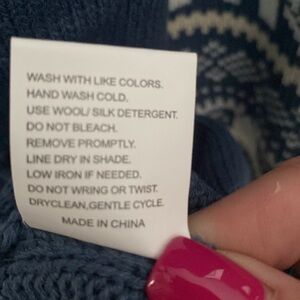 WASH WITH LIKE COLORS.
HAND WASH COLD.
USE WOOL/ SILK DETERGENT.
DO NOT BLEACH.
REMOVE PROMPTLY.
LINE DRY IN SHADE.
LOW IRON IF NEEDED.
DO NOT WRING OR TWIST.
DRYCLEAN,GENTLE CYCLE.
MADE IN CHINA